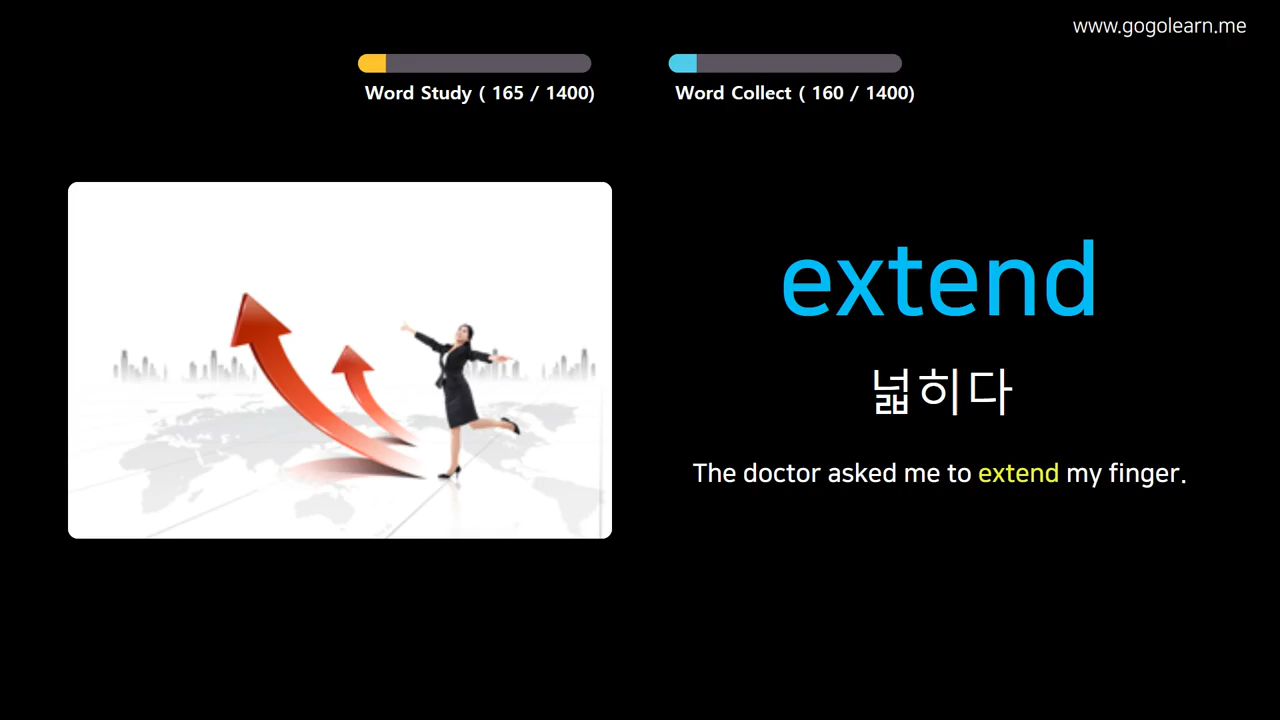 www.gogolearn.me
Word Study ( 165 / 1400)
Word Collect ( 160 / 1400)
extend
넓히다
The doctor asked me to extend my finger.